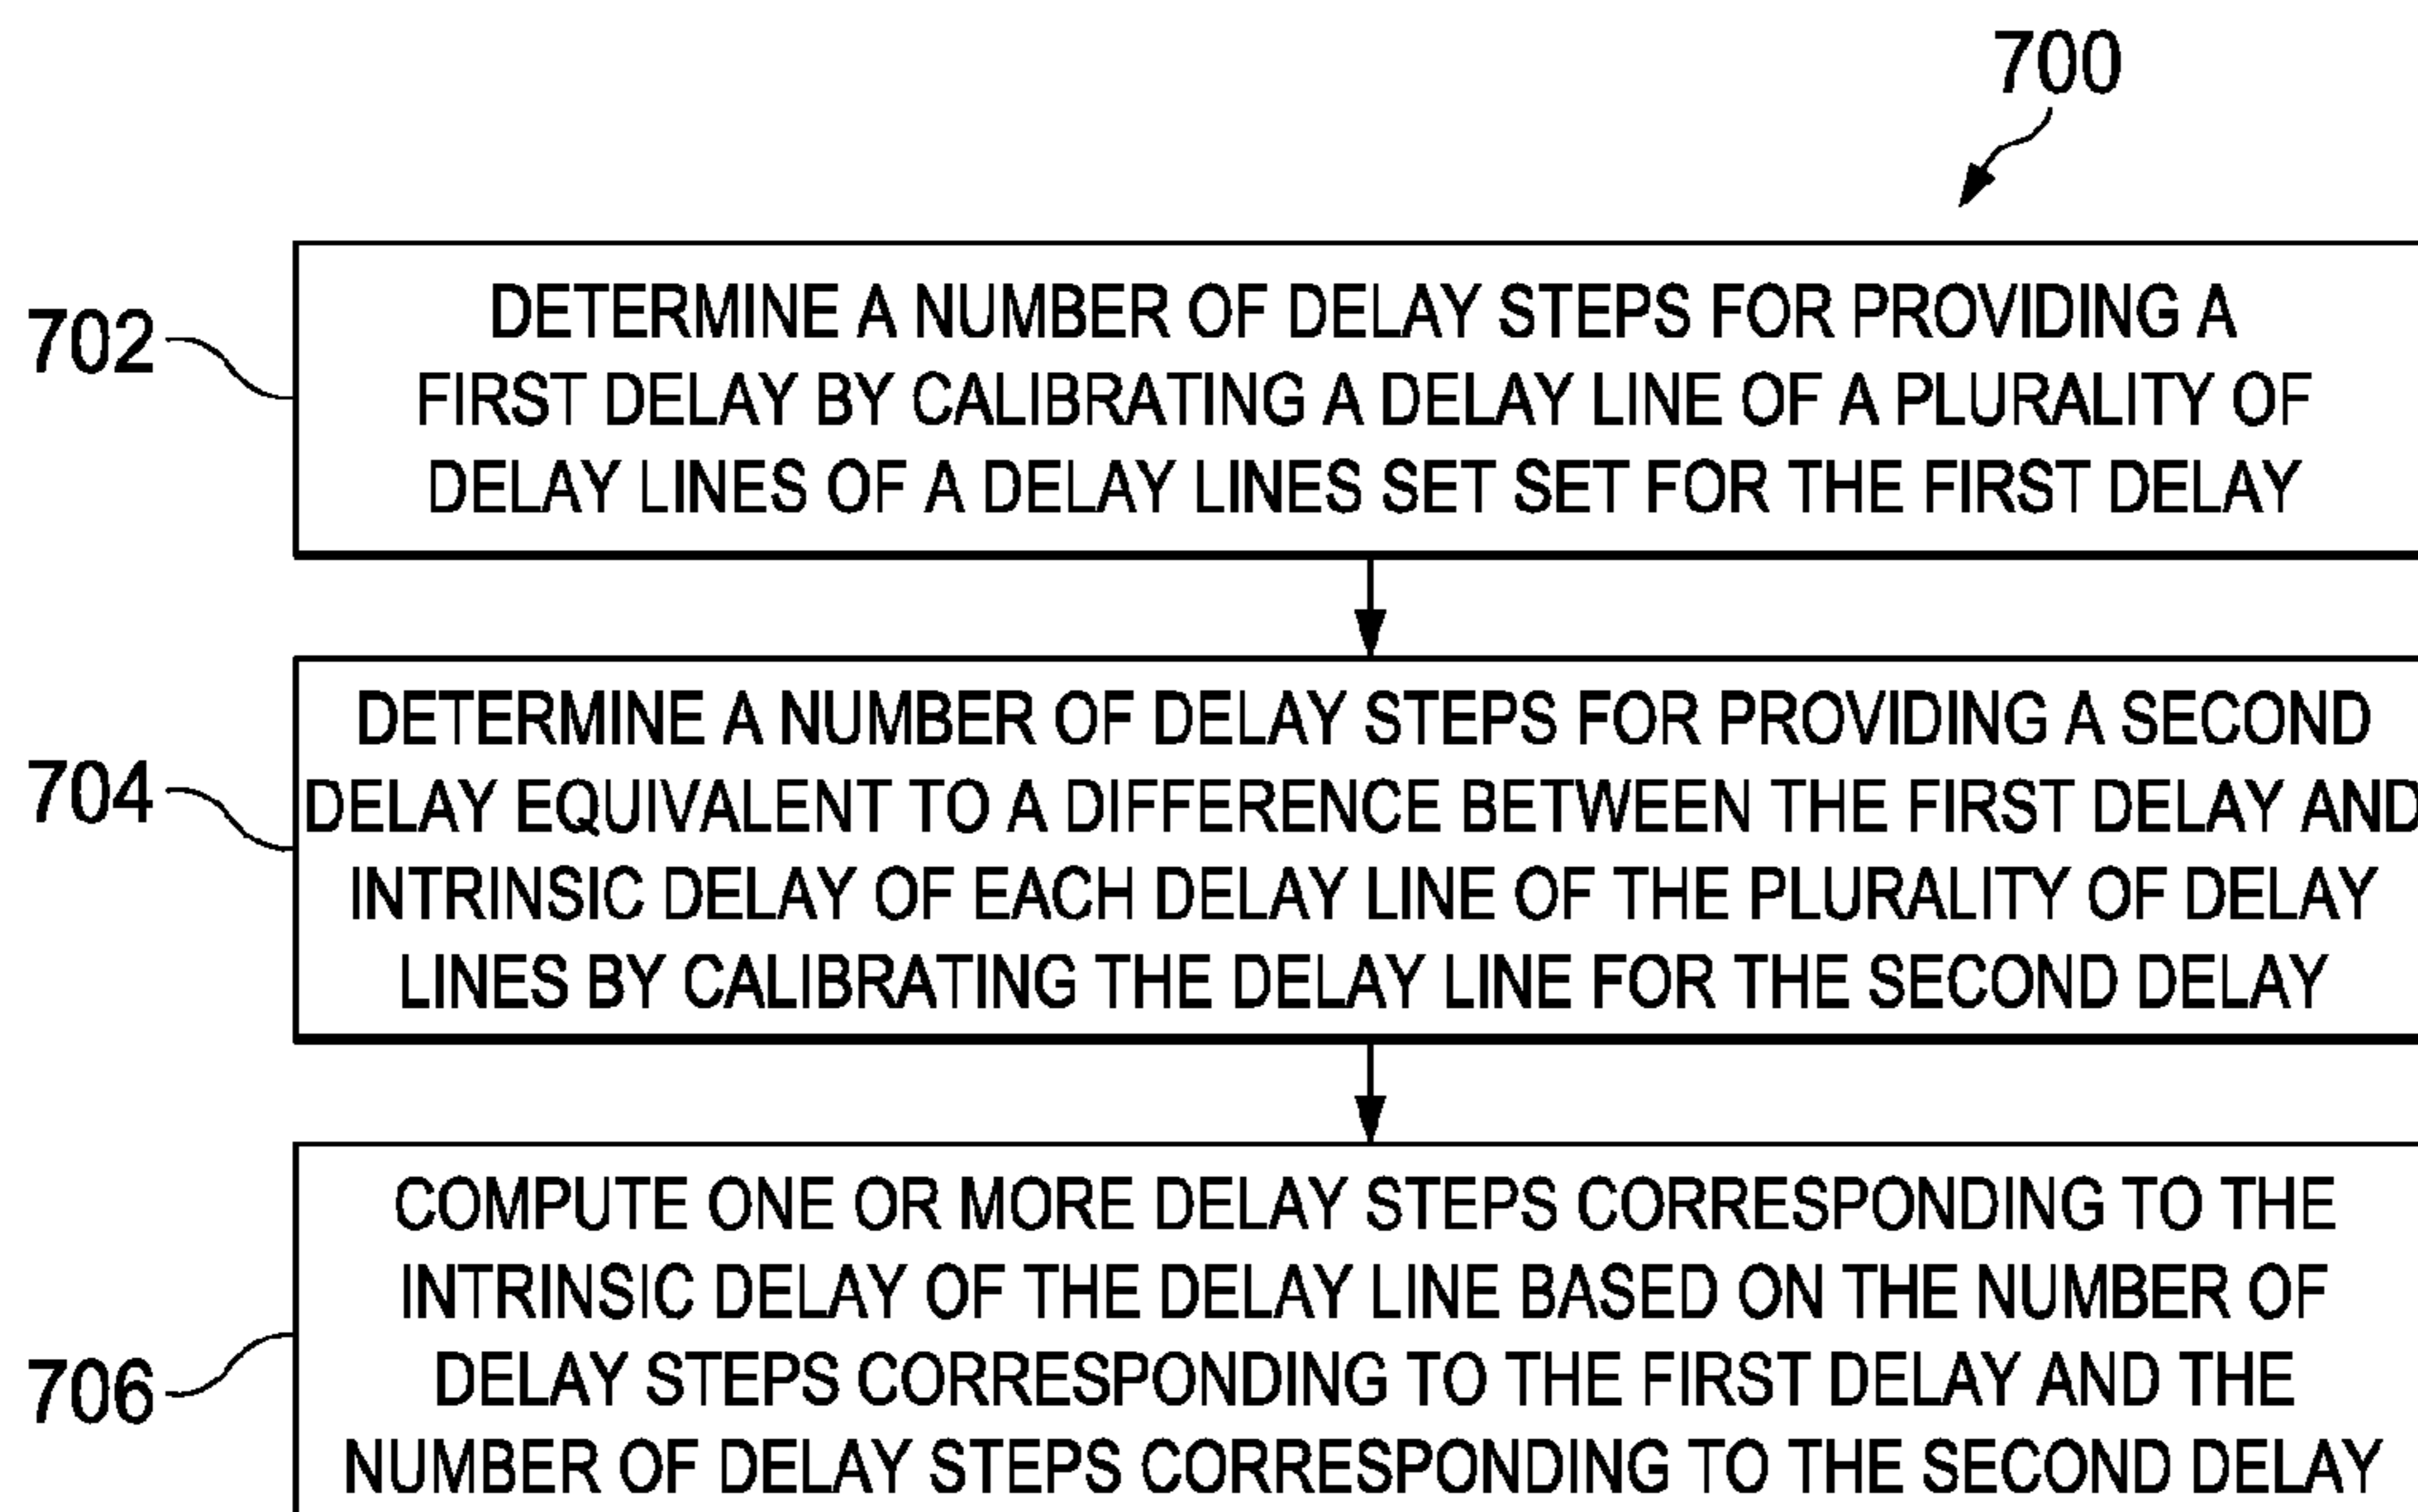 700
702
DETERMINE A NUMBER OF DELAY STEPS FOR PROVIDING A
FIRST DELAY BY CALIBRATING A DELAY LINE OF A PLURALITY OF
DELAY LINES OF A DELAY LINES SET SET FOR THE FIRST DELAY
704
DETERMINE A NUMBER OF DELAY STEPS FOR PROVIDING A SECOND
DELAY EQUIVALENT TO A DIFFERENCE BETWEEN THE FIRST DELAY AND
INTRINSIC DELAY OF EACH DELAY LINE OF THE PLURALITY OF DELAY
LINES BY CALIBRATING THE DELAY LINE FOR THE SECOND DELAY
706
COMPUTE ONE OR MORE DELAY STEPS CORRESPONDING TO THE
INTRINSIC DELAY OF THE DELAY LINE BASED ON THE NUMBER OF
DELAY STEPS CORRESPONDING TO THE FIRST DELAY AND THE
NUMBER OF DELAY STEPS CORRESPONDING TO THE SECOND DELAY